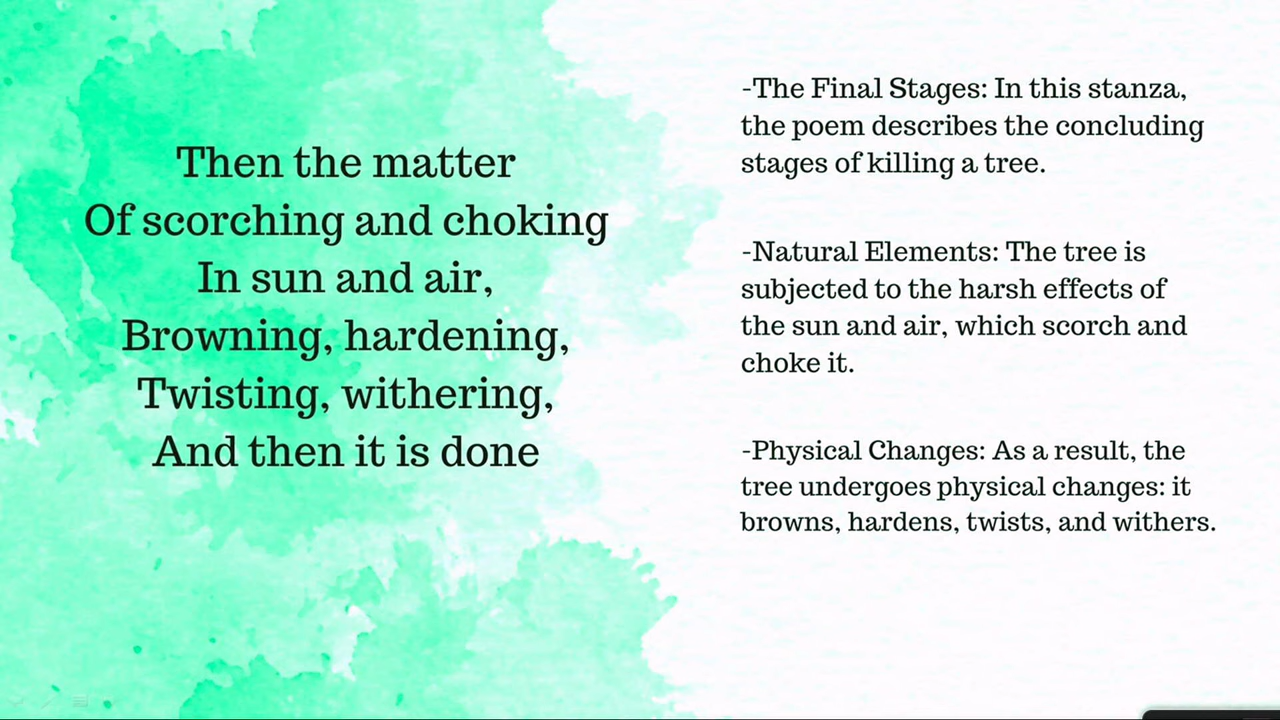 Then the matter
Of scorching and choking
In sun and air,
Browning, hardening,
Twisting, withering,
And then it is done
-The Final Stages: In this stanza,
the poem describes the concluding
stages of killing a tree.
-Natural Elements: The tree is
subjected to the harsh effects of
the sun and air, which scorch and
choke it.
-Physical Changes: As a result, the
tree undergoes physical changes: it
browns, hardens, twists, and withers.